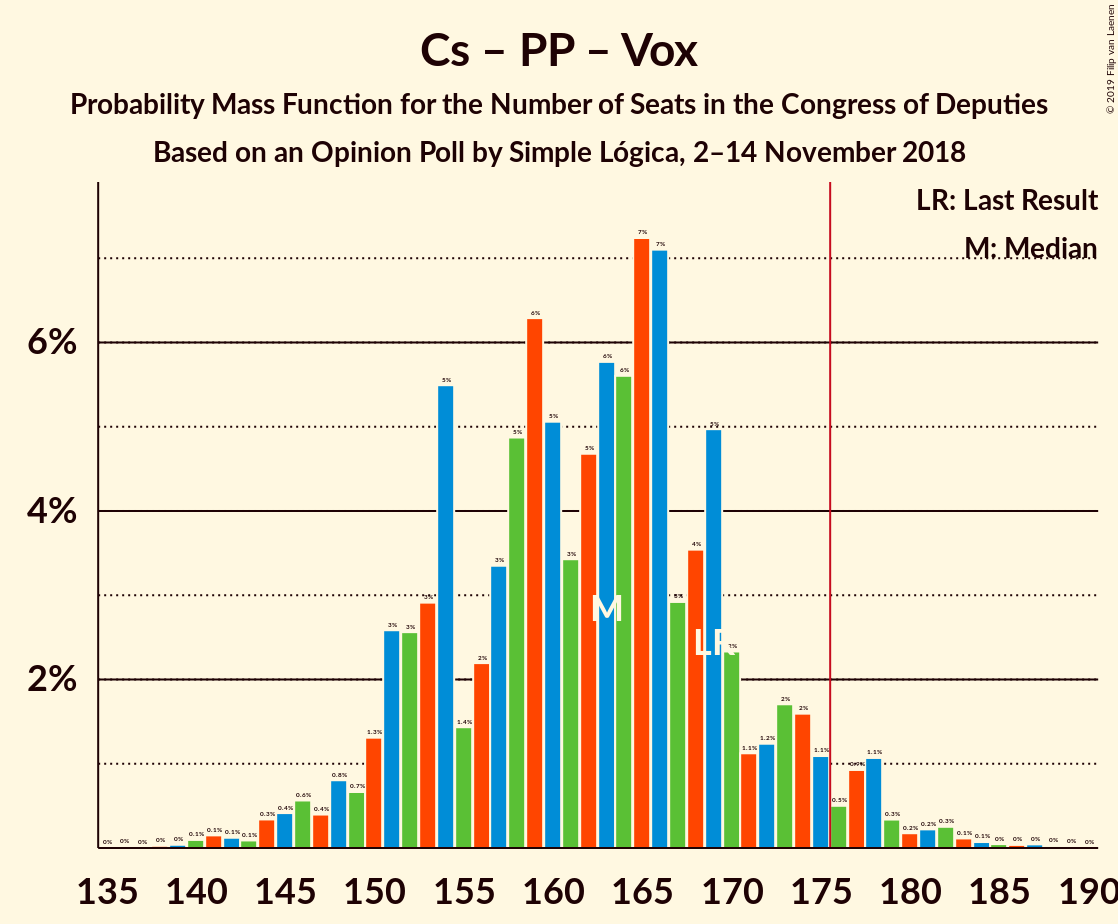 Cs – PP – Vox
Probability Mass Function for the Number of Seats in the Congress of Deputies
Based on an Opinion Poll by Simple Lógica, 2–14 November 2018
© 2019 Filip van Laenen
LR: Last Result
M: Median
6%
4%
2%
0% 0% 0% 0% 0% 0.1% 0.1% 0.1% 0.1% 0.3% 0.4% 0.6% 0.4% 0.8% 0.7% 1.3% 3% 3% 3% 5% 1.4% 2% 3% 5% 6% 5% 3% 5% 6% 6% 7% 7% 3% 4% 5% 2% 1.1% 1.2% 2% 2% 1.1% 0.5% 0.9% 1.1% 0.3% 0.2% 0.2% 0.3% 0.1% 0.1% 0% 0% 0% 0% 0% 0%
M
LR
135 140 145 150 155 160 165 170 175 180 185 190